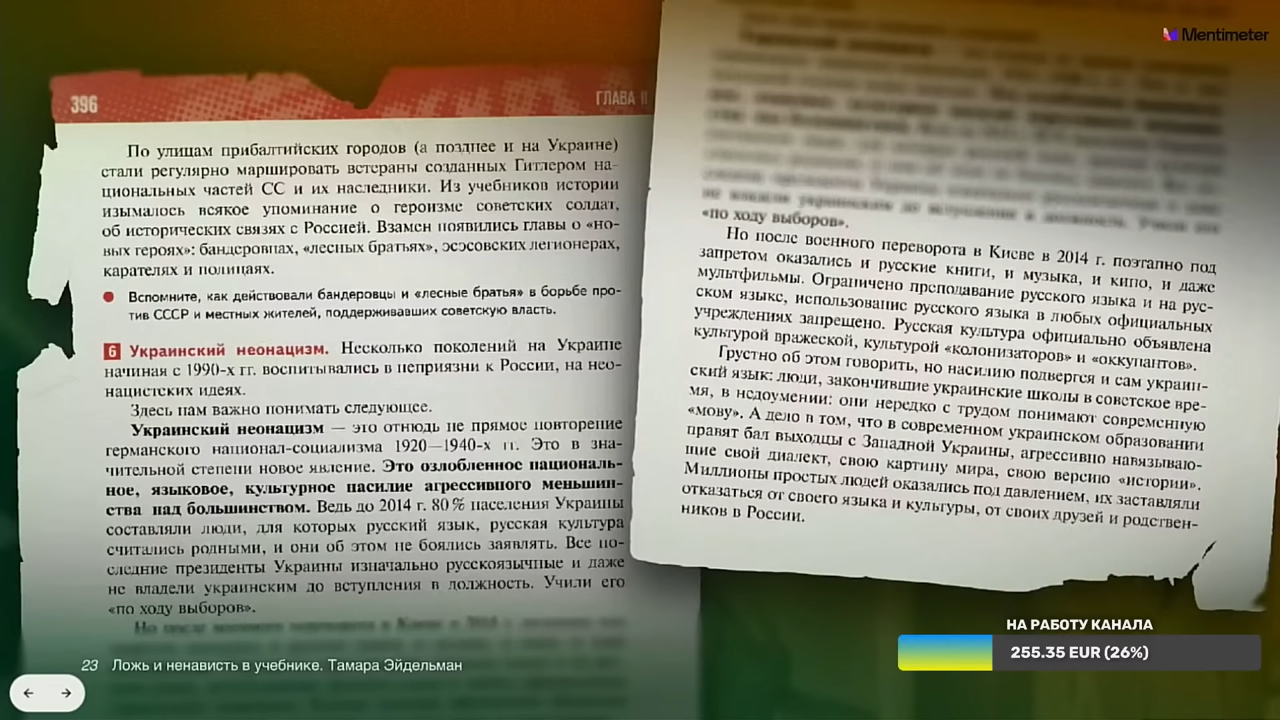 Mentimeter
396
ГЛАВА II
По улицам прибалтийских городов (а позднее и на Украине)
стали регулярно маршировать ветераны созданных Гитлером на-
циональных частей СС и их наследники. Из учебников истории
изымалось всякое упоминание о героизме советских солдат,
об исторических связях с Россией. Взамен появились главы о «но-
вых героях»: бандеровцах, «лесных братьях», эсэсовских легионерах,
карателях и полицаях.
Вспомните, как действовали бандеровцы и «лесные братья» в борьбе про-
тив СССР и местных жителей, поддерживавших советскую власть.
6 Украинский неонацизм. Несколько поколений на Украине
начиная с 1990-х гг. воспитывались в неприязни к России, на нео-
нацистских идеях.
Здесь нам важно понимать следующее.
Украинский неонацизм — это отнюдь не прямое повторение
германского национал-социализма 1920—1940-х гг. Это в зна-
чительной степени новое явление. Это озлобленное националь-
ное, языковое, культурное насилие агрессивного меньшин-
ства над большинством. Ведь до 2014 г. 80 % населения Украины
составляли люди, для которых русский язык, русская культура
считались родными, и они об этом не боялись заявлять. Все по-
следние президенты Украины изначально русскоязычные и даже
не владели украинским до вступления в должность. Учили его
«по ходу выборов».
Но после военного переворота в Киеве в 2014 г.
не владели украинским до вступления в должность. Учили его
«по ходу выборов».
Но после военного переворота в Киеве в 2014 г. поэтапно под
запретом оказались и русские книги, и музыка, и кино, и даже
мультфильмы. Ограничено преподавание русского языка и на рус-
ском языке, использование русского языка в любых официальных
учреждениях запрещено. Русская культура официально объявлена
культурой вражеской, культурой «колонизаторов» и «оккупантов».
Грустно об этом говорить, но насилию подвергся и сам украин-
ский язык: люди, закончившие украинские школы в советское вре-
мя, в недоумении: они нередко с трудом понимают современную
«мову». А дело в том, что в современном украинском образовании
правят бал выходцы с Западной Украины, агрессивно навязываю-
щие свой диалект, свою картину мира, свою версию «истории».
Миллионы простых людей оказались под давлением, их заставляли
отказаться от своего языка и культуры, от своих друзей и родствен-
ников в России.
НА РАБОТУ КАНАЛА
255.35 EUR (26%)
23 Ложь и ненависть в учебнике. Тамара Эйдельман